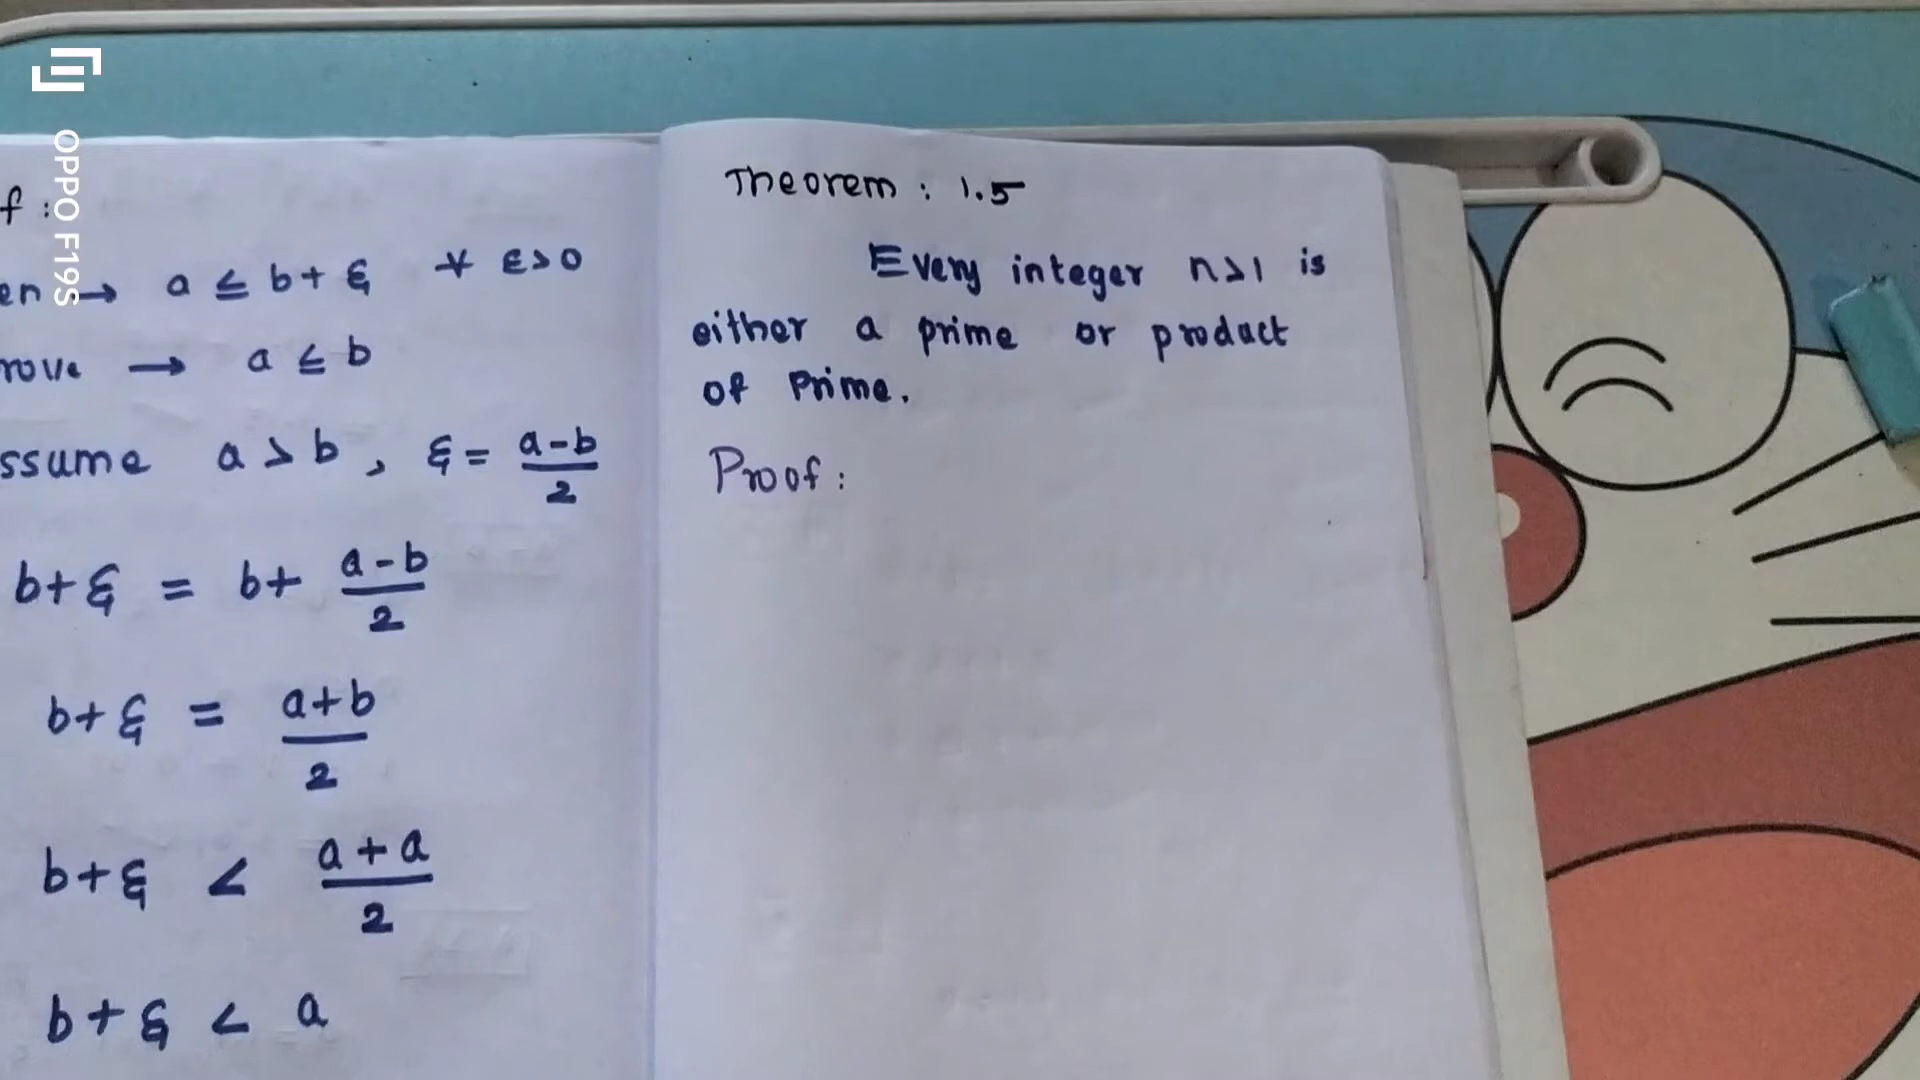 f :
en → a ≤ b + ε ∀ ε > 0
rove → a ≤ b
ssume a > b , ε = a-b / 2
b + ε = b + a-b / 2
b + ε = a+b / 2
b + ε < a + a / 2
b + ε < a
Theorem : 1.5
Every integer n > 1 is
either a prime or product
of Prime.
Proof :
OPPO F19S